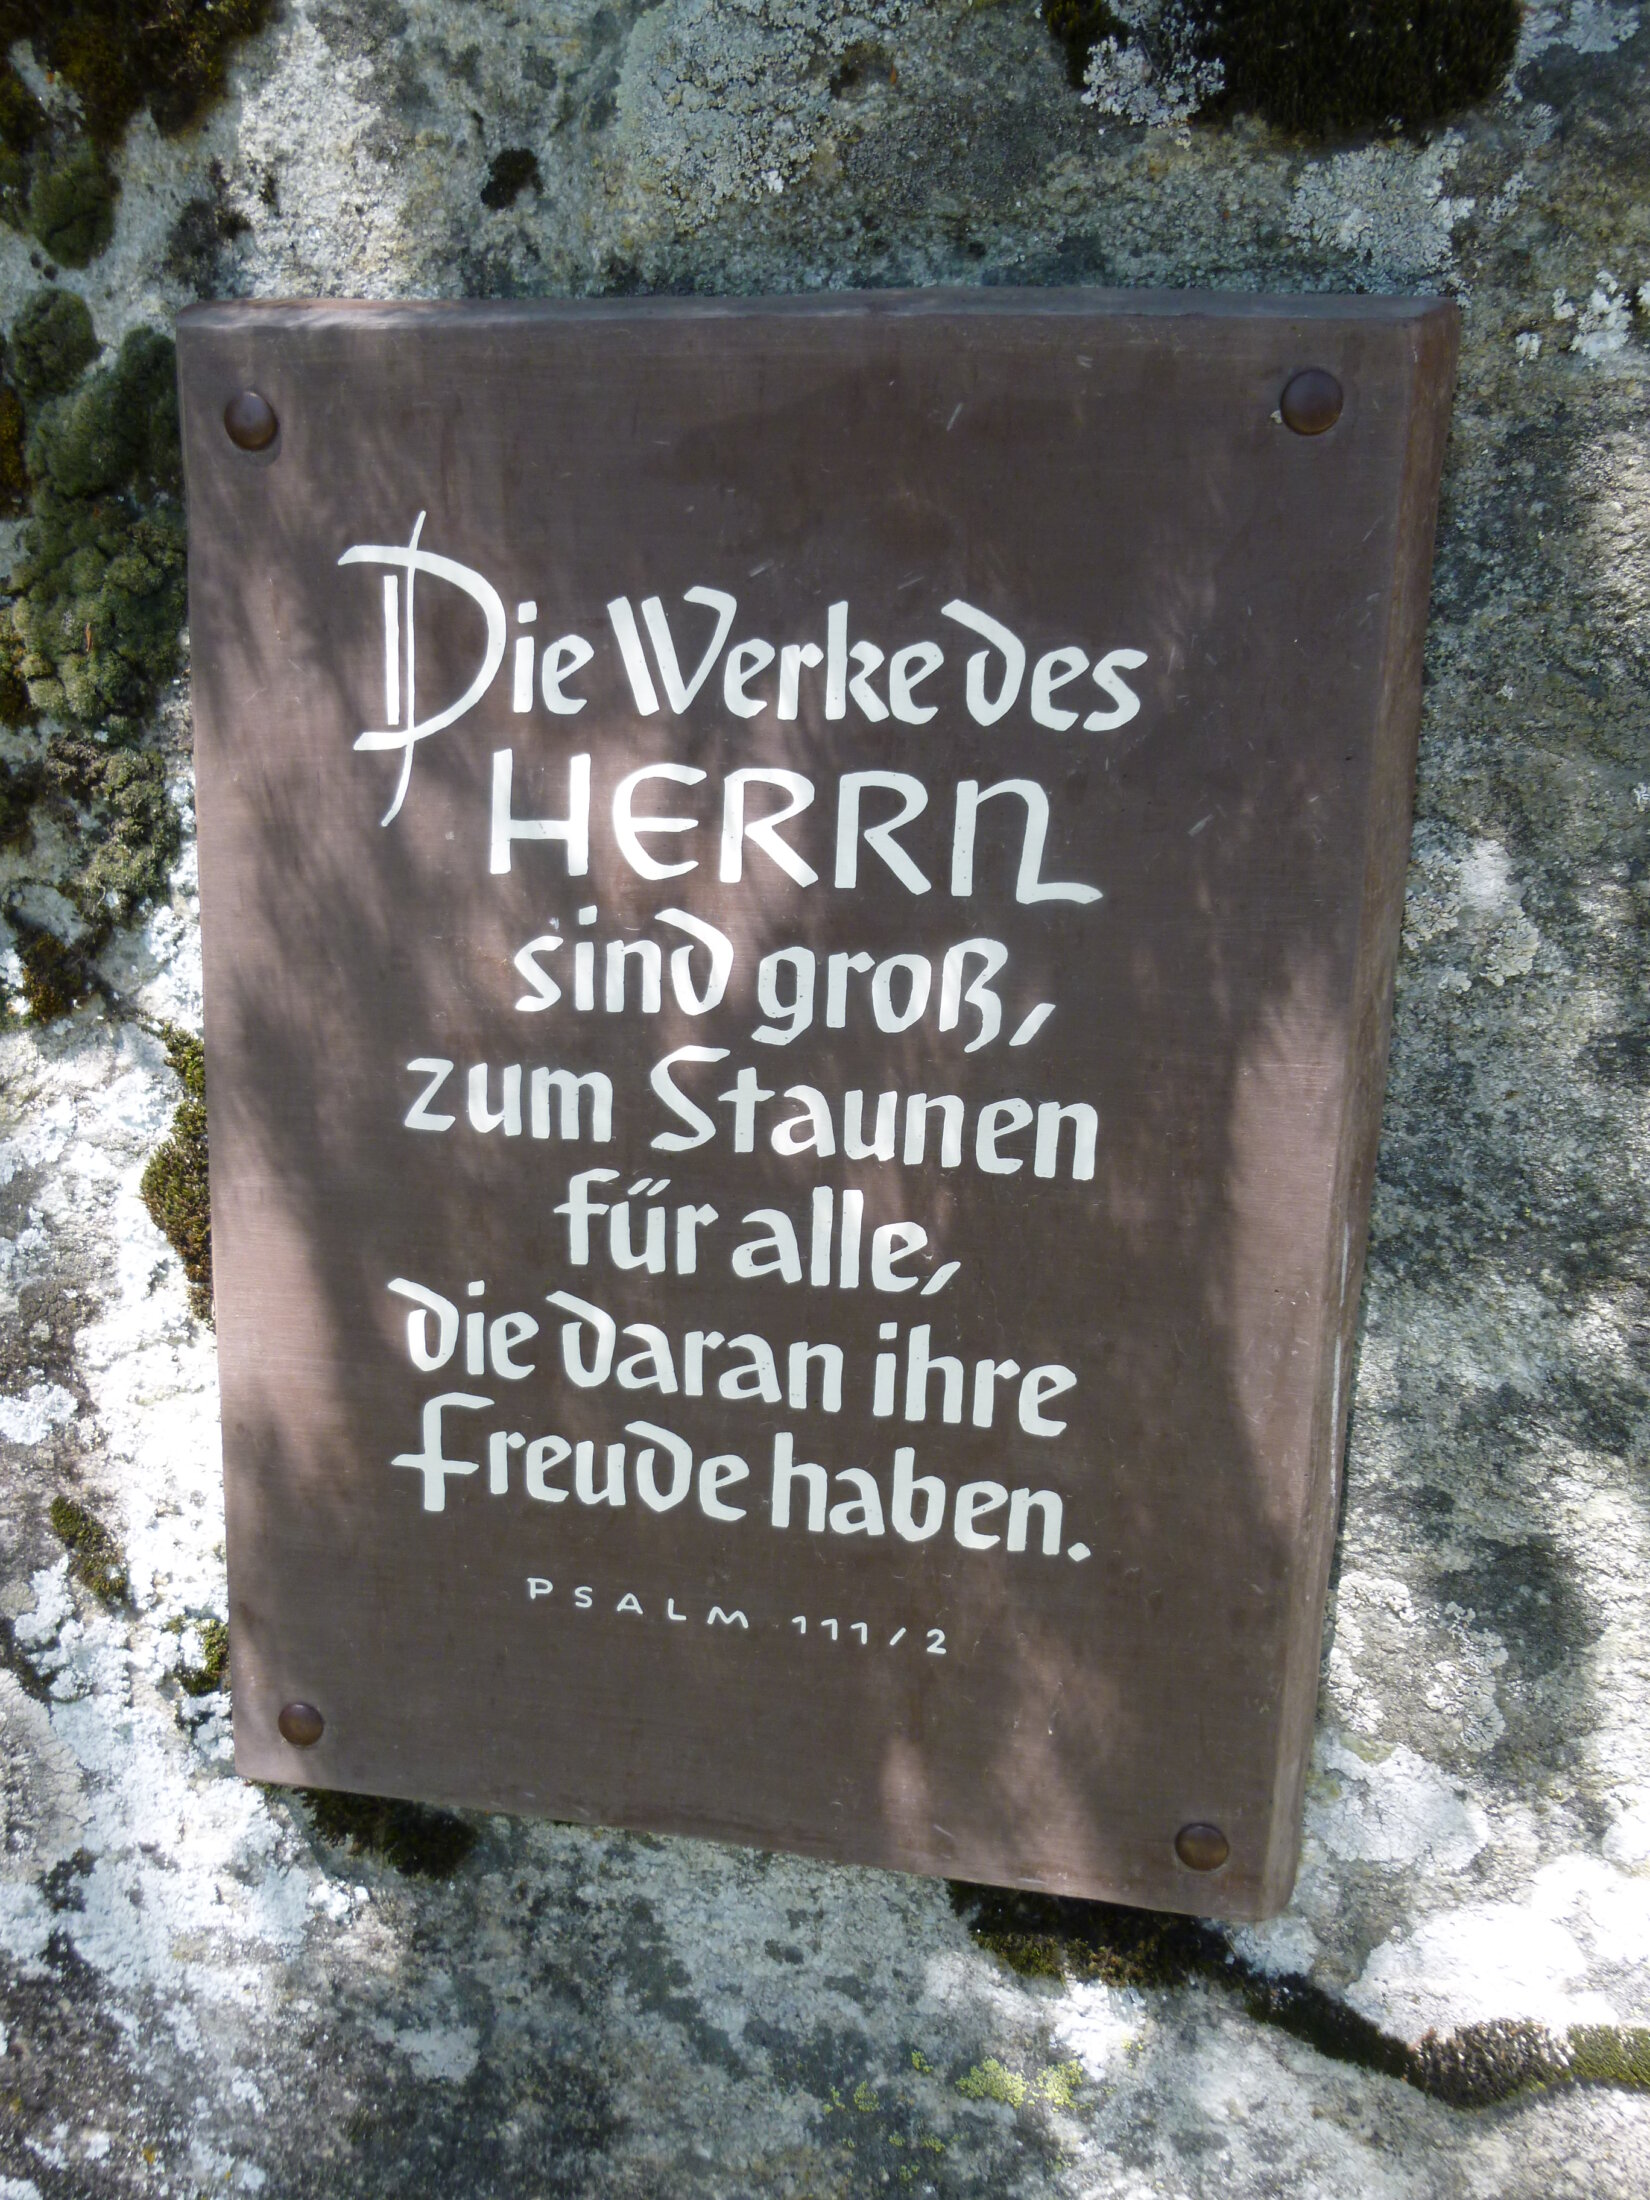 Die Werke des
HERRN
sind groß,
zum Staunen
für alle,
die daran ihre
Freude haben.
PSALM 111/2